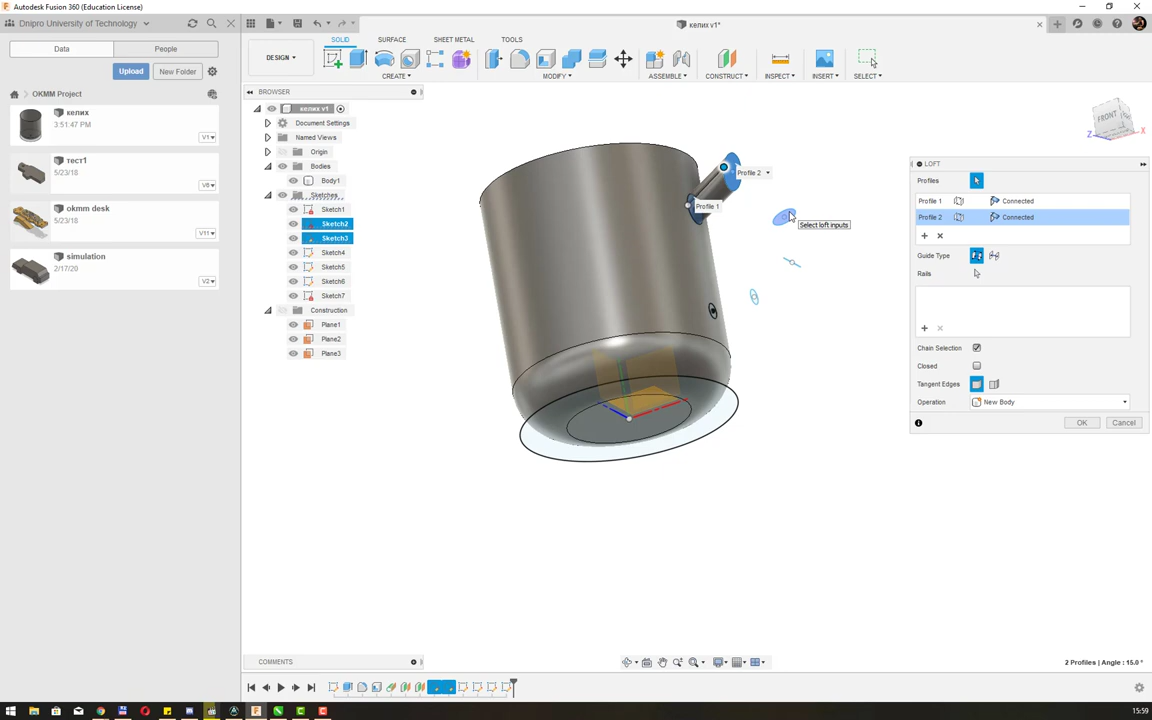 Autodesk Fusion 360 (Education License)
Dnipro University of Technology
келих v1*
Data
People
Upload
New Folder
OKMM Project
келих
3:51:47 PM
V1
тест1
5/23/18
V6
okmm desk
5/23/18
V11
simulation
2/17/20
V2
DESIGN
SOLID
SURFACE
SHEET METAL
TOOLS
CREATE
MODIFY
ASSEMBLE
CONSTRUCT
INSPECT
INSERT
SELECT
BROWSER
келих v1
Document Settings
Named Views
Origin
Bodies
Body1
Sketches
Sketch1
Sketch2
Sketch3
Sketch4
Sketch5
Sketch6
Sketch7
Construction
Plane1
Plane2
Plane3
Profile 2
Profile 1
Select loft inputs
FRONT
Z
X
LOFT
Profiles
Profile 1 Connected
Profile 2 Connected
Guide Type
Rails
Chain Selection
Closed
Tangent Edges
Operation New Body
OK Cancel
COMMENTS
2 Profiles | Angle : 15.0 °
15:59